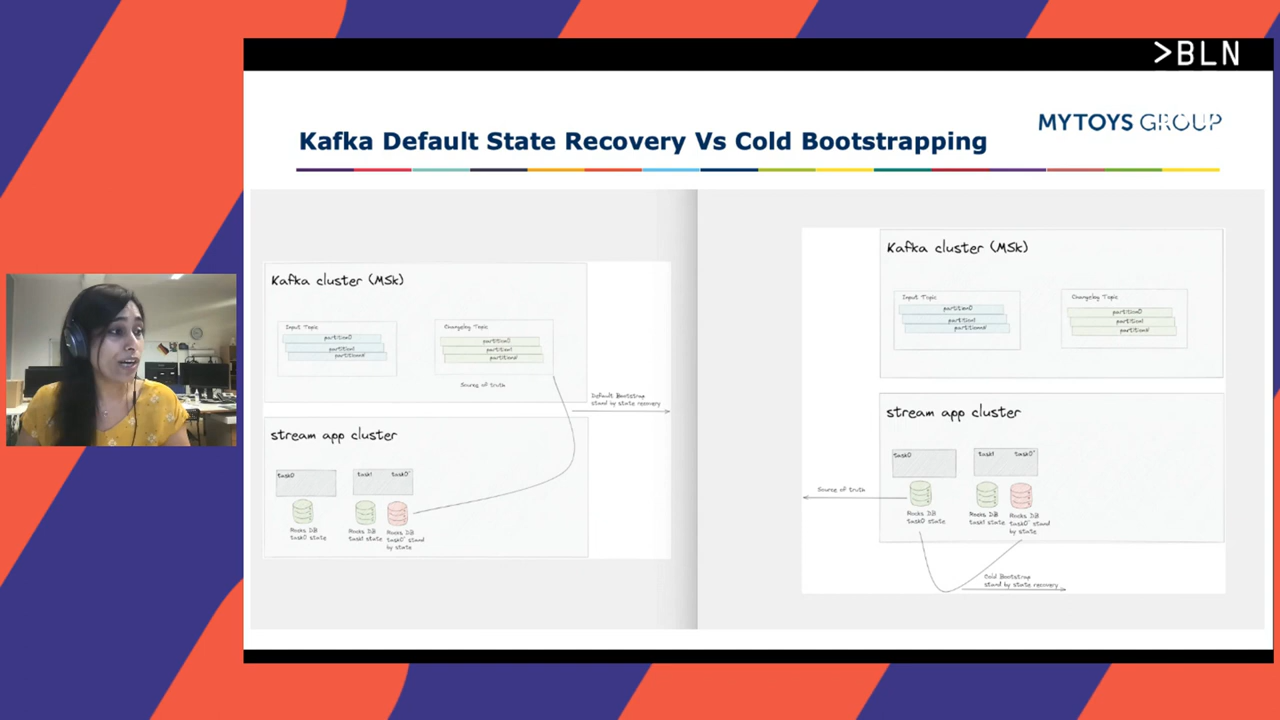 >BLN
MYTOYS GROUP
Kafka Default State Recovery Vs Cold Bootstrapping
Kafka cluster (MSK)
Input Topic
partition0
partition1
partitionN
Changelog Topic
partition0
partition1
partitionN
Source of truth
Default Bootstrap
stand by state recovery
stream app cluster
task0
task1 task0'
Rocks DB
task0 state
Rocks DB
task1 state
Rocks DB
task0' stand
by state
Kafka cluster (MSK)
Input Topic
partition0
partition1
partitionN
Changelog Topic
partition0
partition1
partitionN
stream app cluster
task0
task1 task0'
Source of truth
Rocks DB
task0 state
Rocks DB
task1 state
Rocks DB
task0' stand
by state
Cold Bootstrap
stand by state recovery